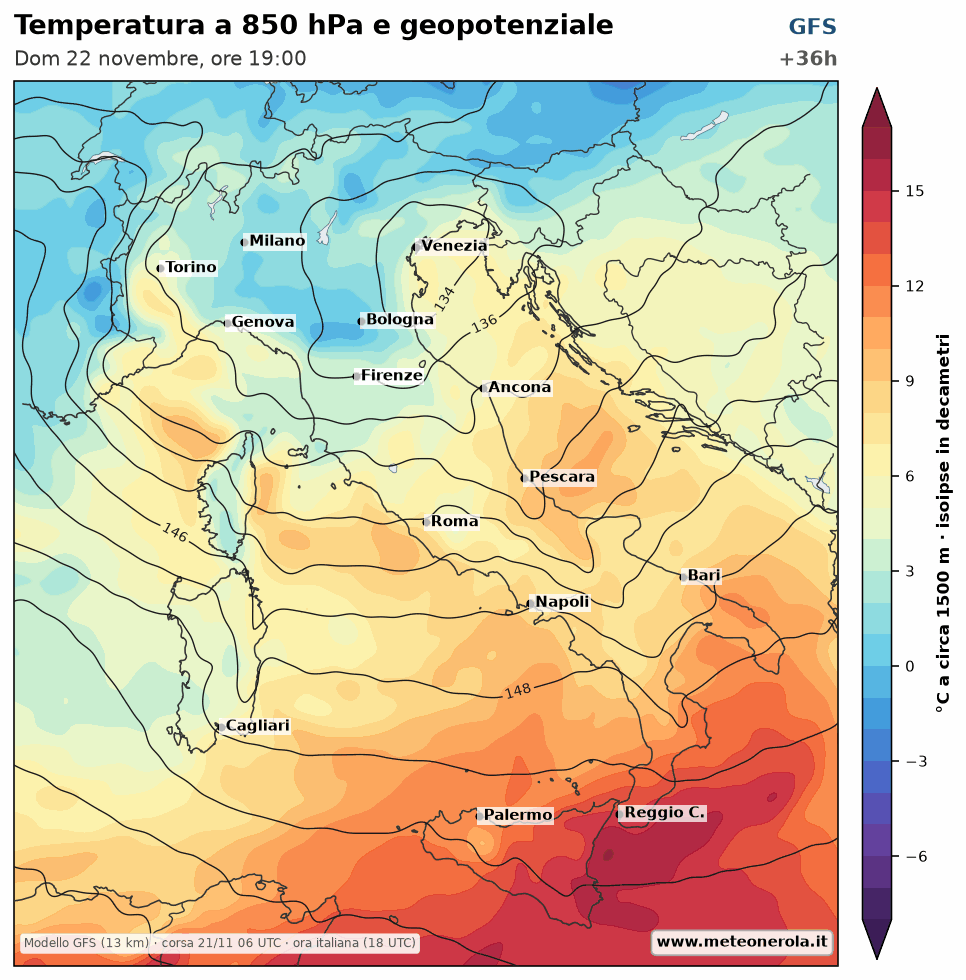 Temperatura a 850 hPa e geopotenziale
GFS
Dom 22 novembre, ore 19:00
+36h
Milano
Venezia
Torino
134
Genova
Bologna
136
Firenze
Ancona
Pescara
Roma
146
Bari
Napoli
148
Cagliari
Palermo
Reggio C.
15
12
9
6
3
0
−3
−6
°C a circa 1500 m · isoipse in decametri
Modello GFS (13 km) · corsa 21/11 06 UTC · ora italiana (18 UTC)
www.meteonerola.it